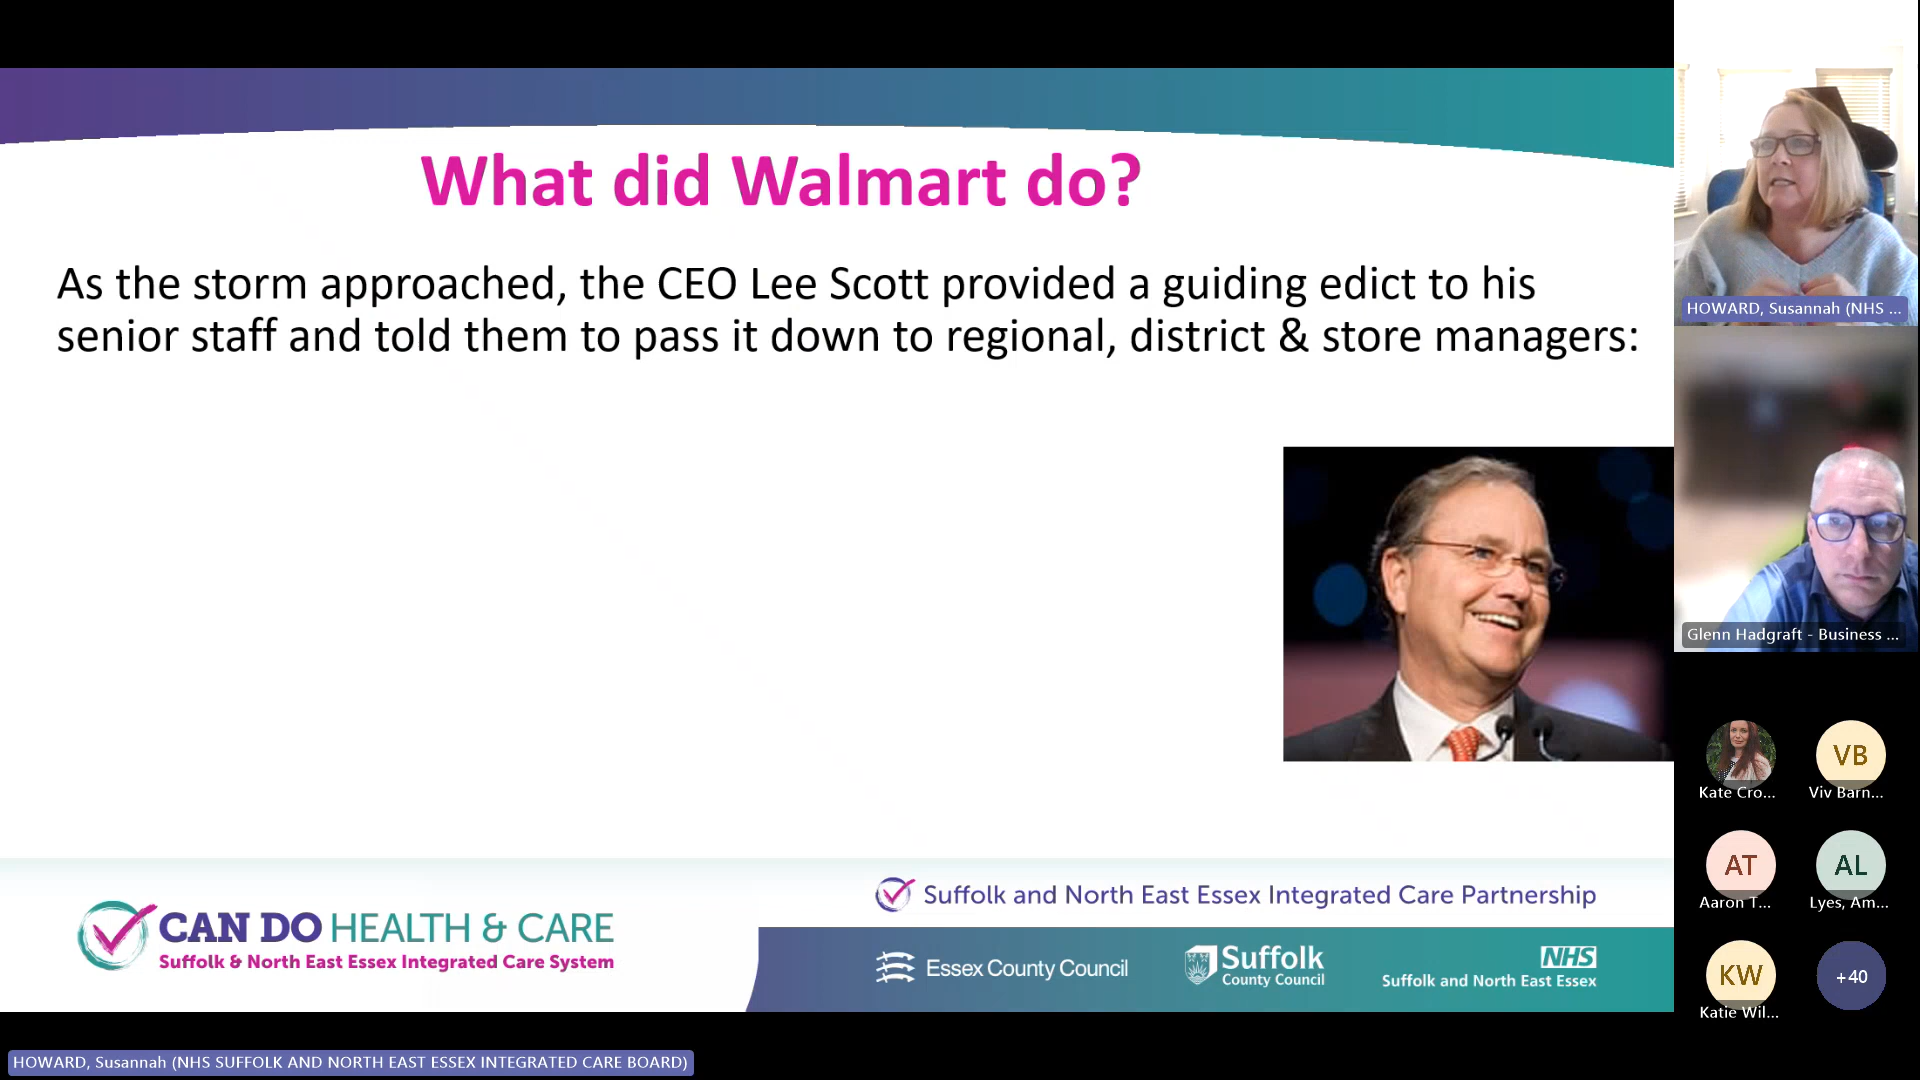 What did Walmart do?
As the storm approached, the CEO Lee Scott provided a guiding edict to his
senior staff and told them to pass it down to regional, district & store managers:
CAN DO HEALTH & CARE
Suffolk & North East Essex Integrated Care System
Suffolk and North East Essex Integrated Care Partnership
Essex County Council
Suffolk
County Council
NHS
Suffolk and North East Essex
HOWARD, Susannah (NHS SUFFOLK AND NORTH EAST ESSEX INTEGRATED CARE BOARD)
HOWARD, Susannah (NHS ...
Glenn Hadgraft - Business ...
Kate Cro...
VB
Viv Barn...
AT
Aaron T...
AL
Lyes, Am...
KW
Katie Wil...
+40